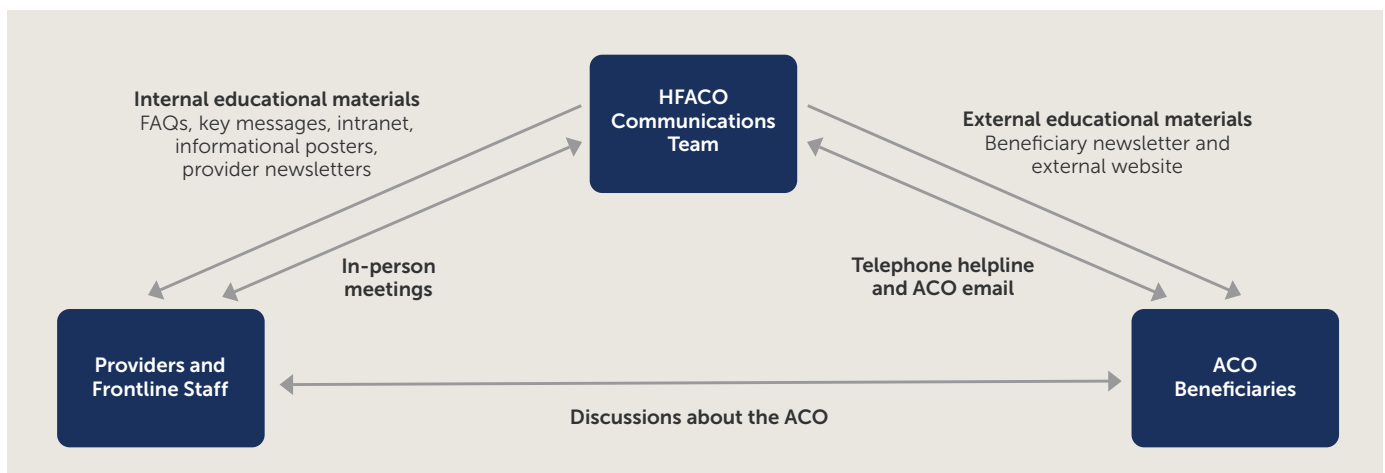 HFACO
Communications
Team
Internal educational materials
FAQs, key messages, intranet,
informational posters,
provider newsletters
External educational materials
Beneficiary newsletter and
external website
In-person
meetings
Telephone helpline
and ACO email
Providers and
Frontline Staff
ACO
Beneficiaries
Discussions about the ACO